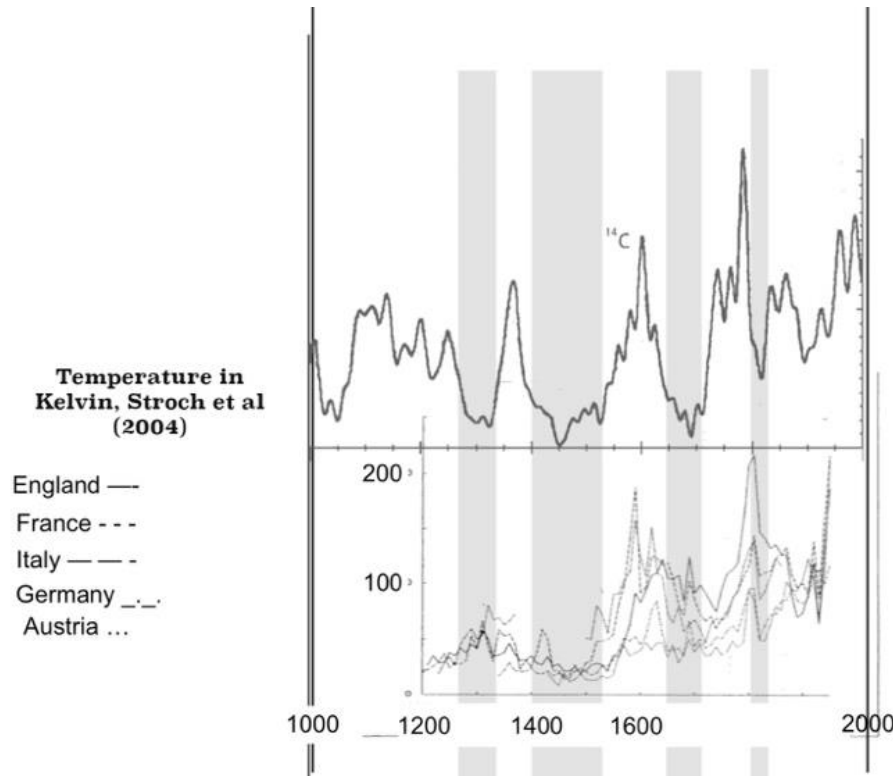 14C
Temperature in
Kelvin, Stroch et al
(2004)
England —-
France - - -
Italy — — -
Germany _._.
Austria ...
200
100
0
1000
1200
1400
1600
2000